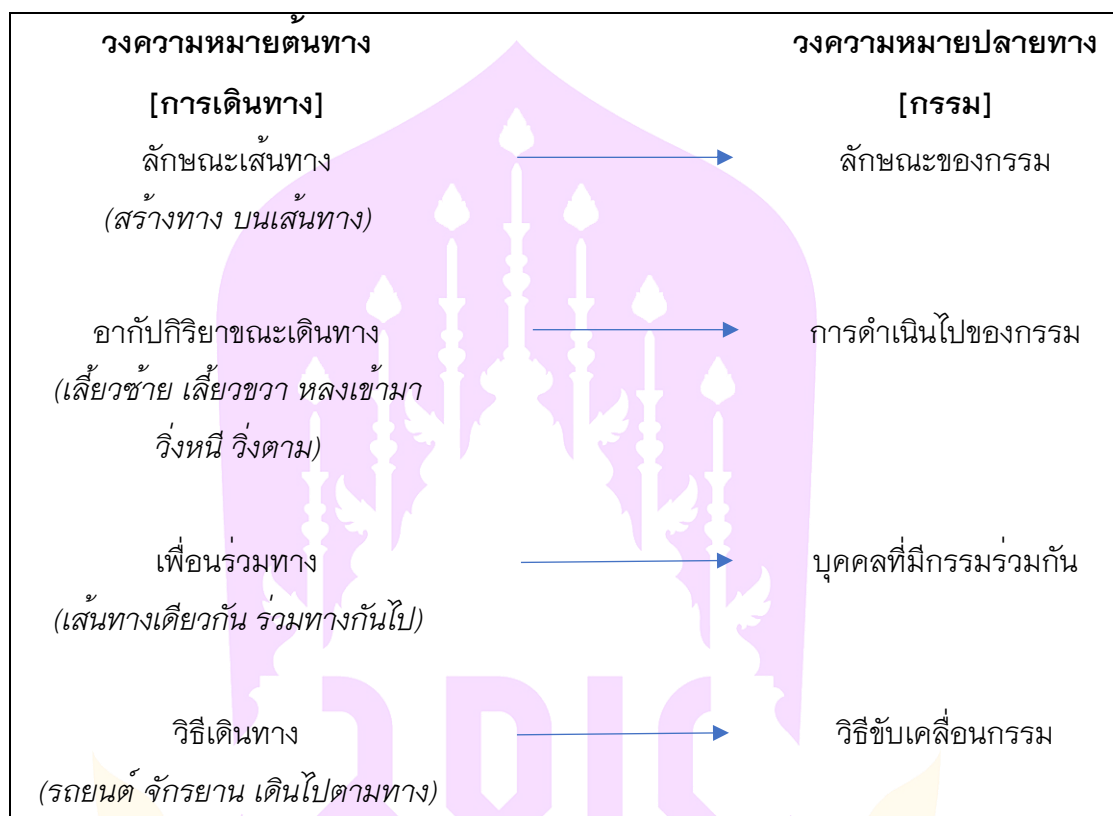 วงความหมายต้นทาง วงความหมายปลายทาง
[การเดินทาง] [กรรม]
ลักษณะเส้นทาง ลักษณะของกรรม
(สร้างทาง บนเส้นทาง)
อากัปกิริยาขณะเดินทาง การดำเนินไปของกรรม
(เลี้ยวซ้าย เลี้ยวขวา หลงเข้ามา
วิ่งหนี วิ่งตาม)
เพื่อนร่วมทาง บุคคลที่มีกรรมร่วมกัน
(เส้นทางเดียวกัน ร่วมทางกันไป)
วิธีเดินทาง วิธีขับเคลื่อนกรรม
(รถยนต์ จักรยาน เดินไปตามทาง)